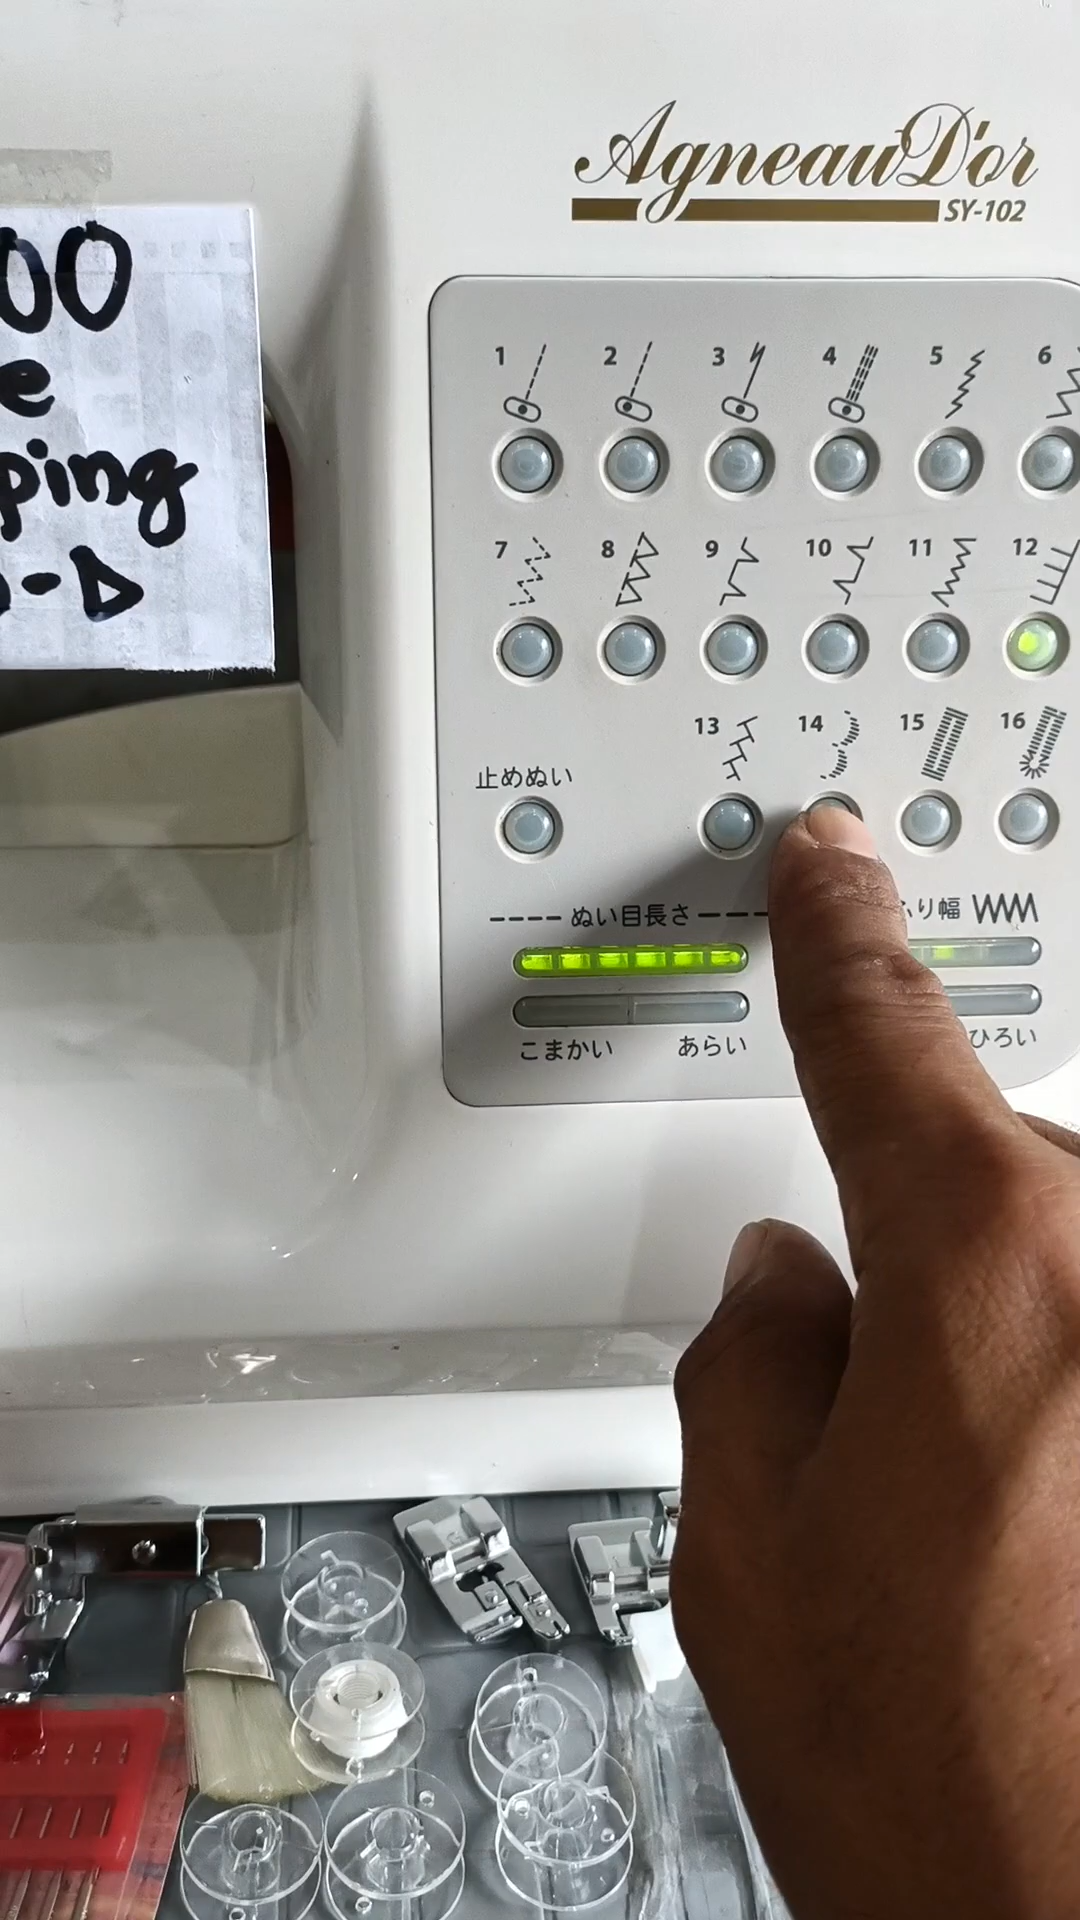 00
e
ping
-D
Agneau D'or
SY-102
1 2 3 4 5 6
7 8 9 10 11 12
13 14 15 16
止めぬい
ぬい目長さ
ふり幅
こまかい あらい
ひろい